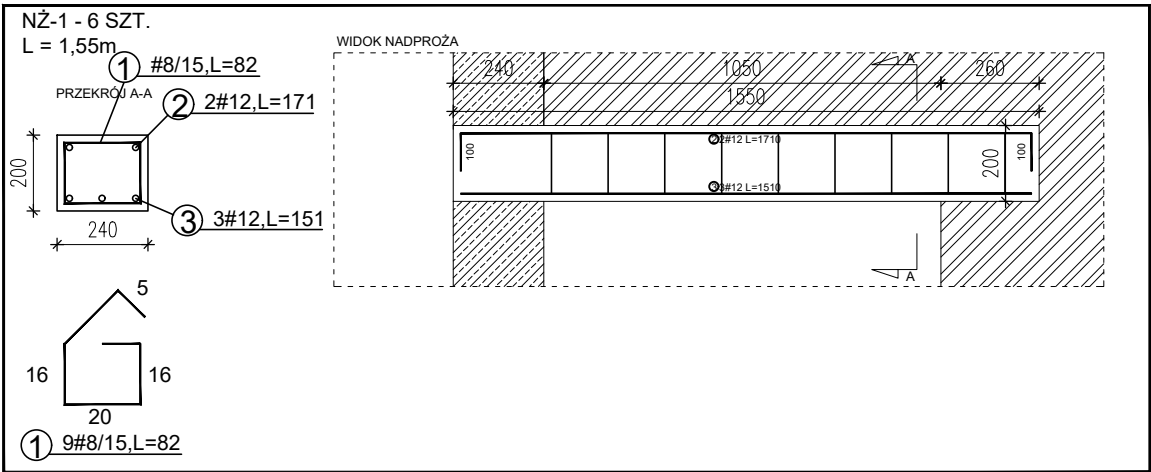 NŻ-1 - 6 SZT.
L = 1,55m
1 #8/15,L=82
PRZEKRÓJ A-A
2 2#12,L=171
200
240
3 3#12,L=151
5
16
16
20
1 9#8/15,L=82
WIDOK NADPROŻA
240
1050
260
A
1550
100
2#12 L=1710
200
100
3#12 L=1510
A